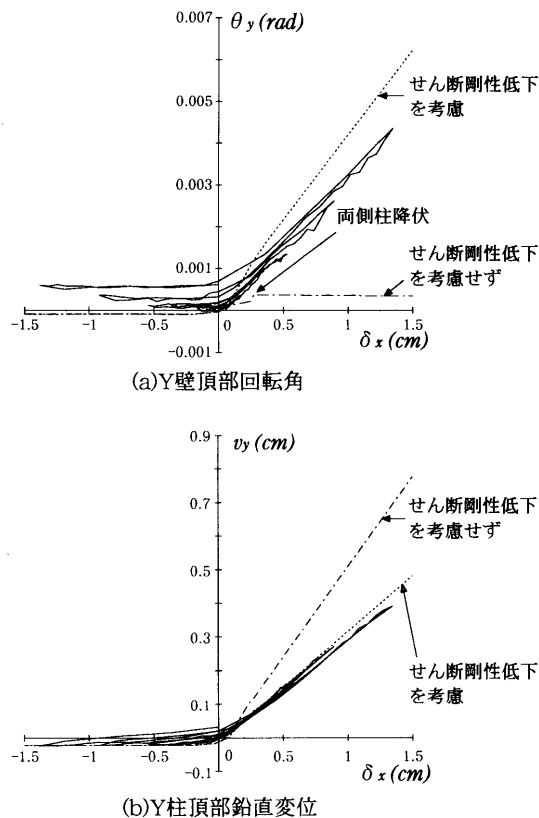 θy (rad)
0.007
0.005
0.003
0.001
-0.001
せん断剛性低下
を考慮
両側柱降伏
せん断剛性低下
を考慮せず
-1.5 -1 -0.5 0 0.5 1 1.5
δx (cm)
(a)Y壁頂部回転角
vy (cm)
0.9
0.7
0.5
0.3
0.1
-0.1
せん断剛性低下
を考慮せず
せん断剛性低下
を考慮
-1.5 -1 -0.5 0 0.5 1 1.5
δx (cm)
(b)Y柱頂部鉛直変位